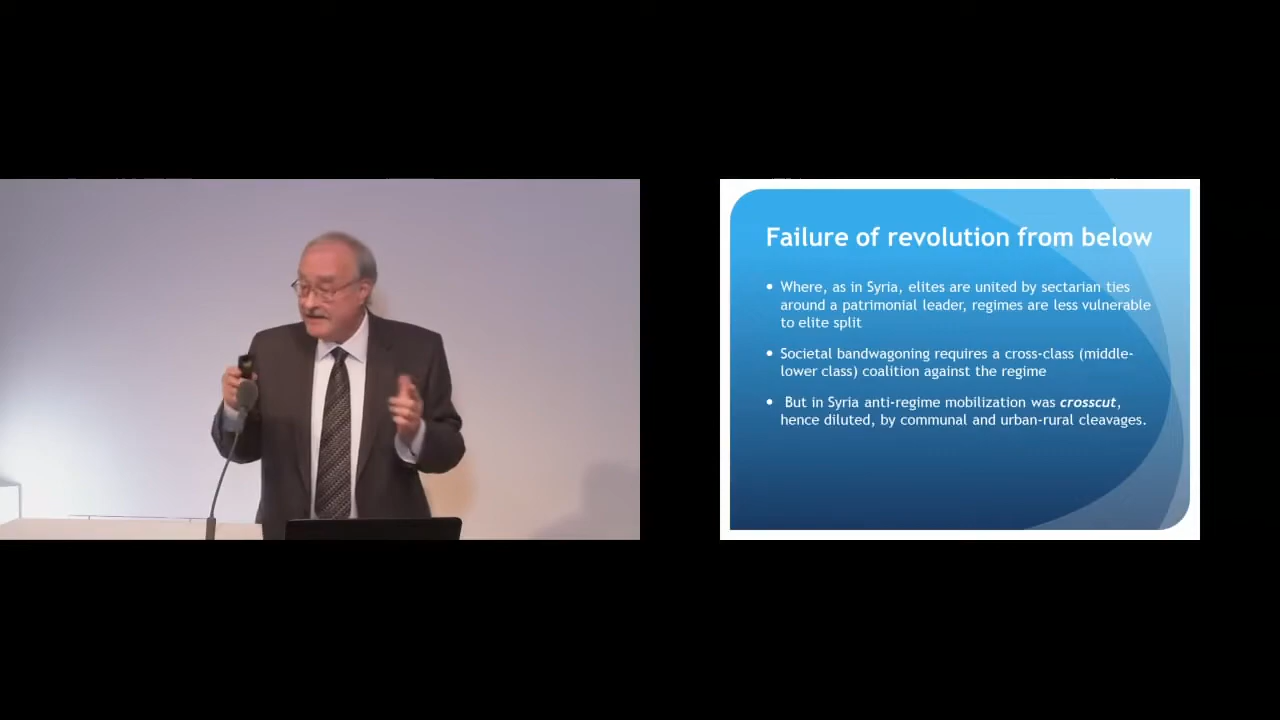 Failure of revolution from below
• Where, as in Syria, elites are united by sectarian ties
around a patrimonial leader, regimes are less vulnerable
to elite split
• Societal bandwagoning requires a cross-class (middle-
lower class) coalition against the regime
• But in Syria anti-regime mobilization was crosscut,
hence diluted, by communal and urban-rural cleavages.